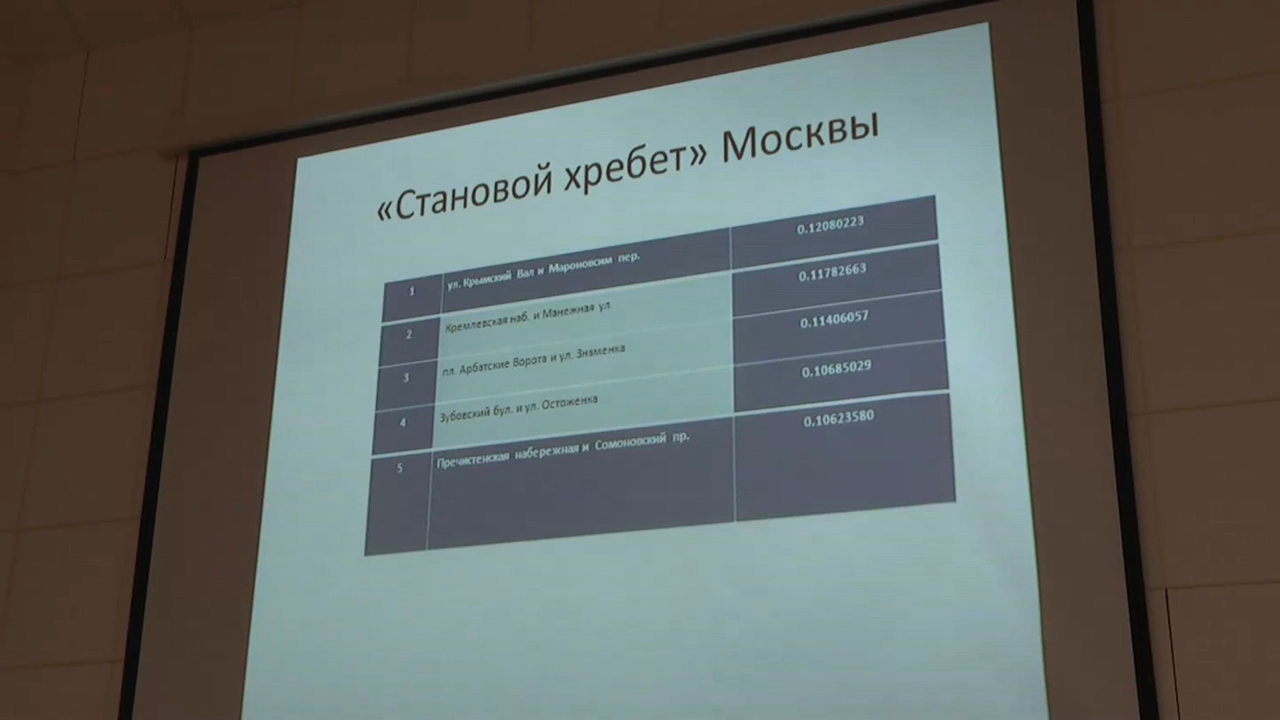 «Становой хребет» Москвы
1 ул. Крымский Вал и Мароновсим пер. 0.12080223
2 Кремлевская наб. и Манежная ул. 0.11782663
3 пл. Арбатские Ворота и ул. Знаменка 0.11406057
4 Зубовский бул. и ул. Остоженка 0.10685029
5 Пречистенская набережная и Сомоновский пр. 0.10623580